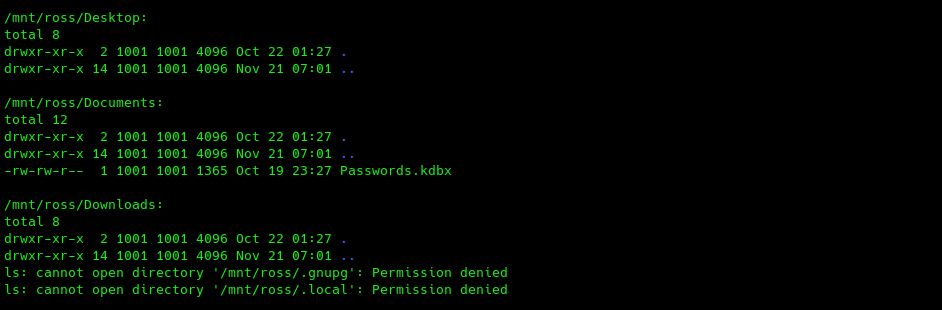 /mnt/ross/Desktop:
total 8
drwxr-xr-x  2 1001 1001 4096 Oct 22 01:27 .
drwxr-xr-x 14 1001 1001 4096 Nov 21 07:01 ..
/mnt/ross/Documents:
total 12
drwxr-xr-x  2 1001 1001 4096 Oct 22 01:27 .
drwxr-xr-x 14 1001 1001 4096 Nov 21 07:01 ..
-rw-rw-r--  1 1001 1001 1365 Oct 19 23:27 Passwords.kdbx
/mnt/ross/Downloads:
total 8
drwxr-xr-x  2 1001 1001 4096 Oct 22 01:27 .
drwxr-xr-x 14 1001 1001 4096 Nov 21 07:01 ..
ls: cannot open directory '/mnt/ross/.gnupg': Permission denied
ls: cannot open directory '/mnt/ross/.local': Permission denied